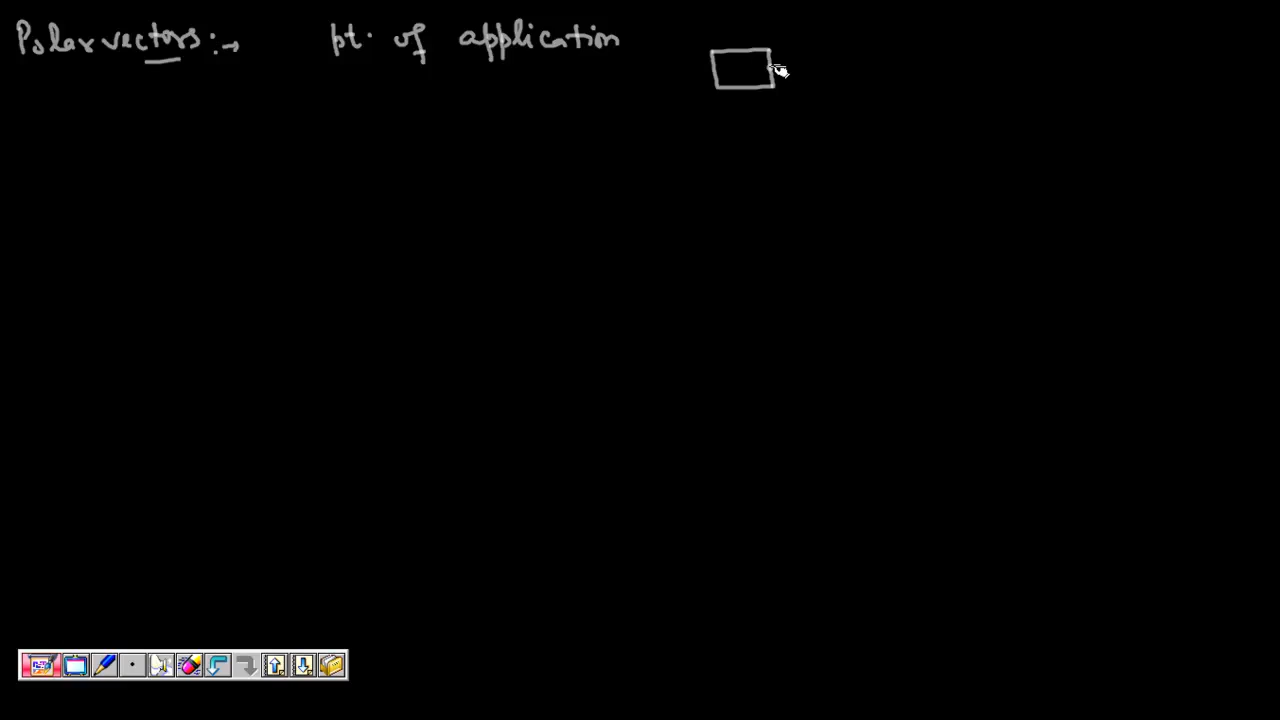 Polar vectors :→ pt. of application